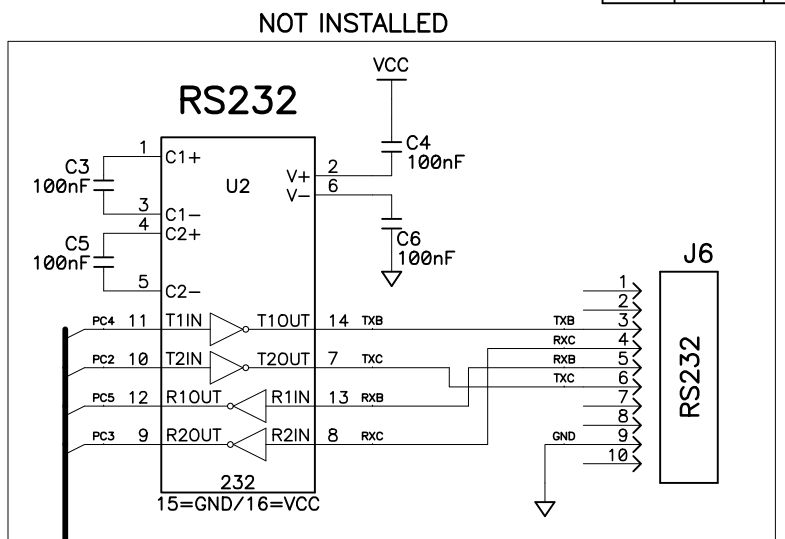 NOT INSTALLED
RS232
VCC
C4
100nF
C3
100nF
1
C1+
U2
V+
2
V-
6
3
C1-
4
C2+
C5
100nF
C6
100nF
5
C2-
J6
RS232
PC4 11 T1IN T1OUT 14 TXB
PC2 10 T2IN T2OUT 7 TXC
PC5 12 R1OUT R1IN 13 RXB
PC3 9 R2OUT R2IN 8 RXC
1
2
TXB 3
RXC 4
RXB 5
TXC 6
7
8
GND 9
10
232
15=GND/16=VCC